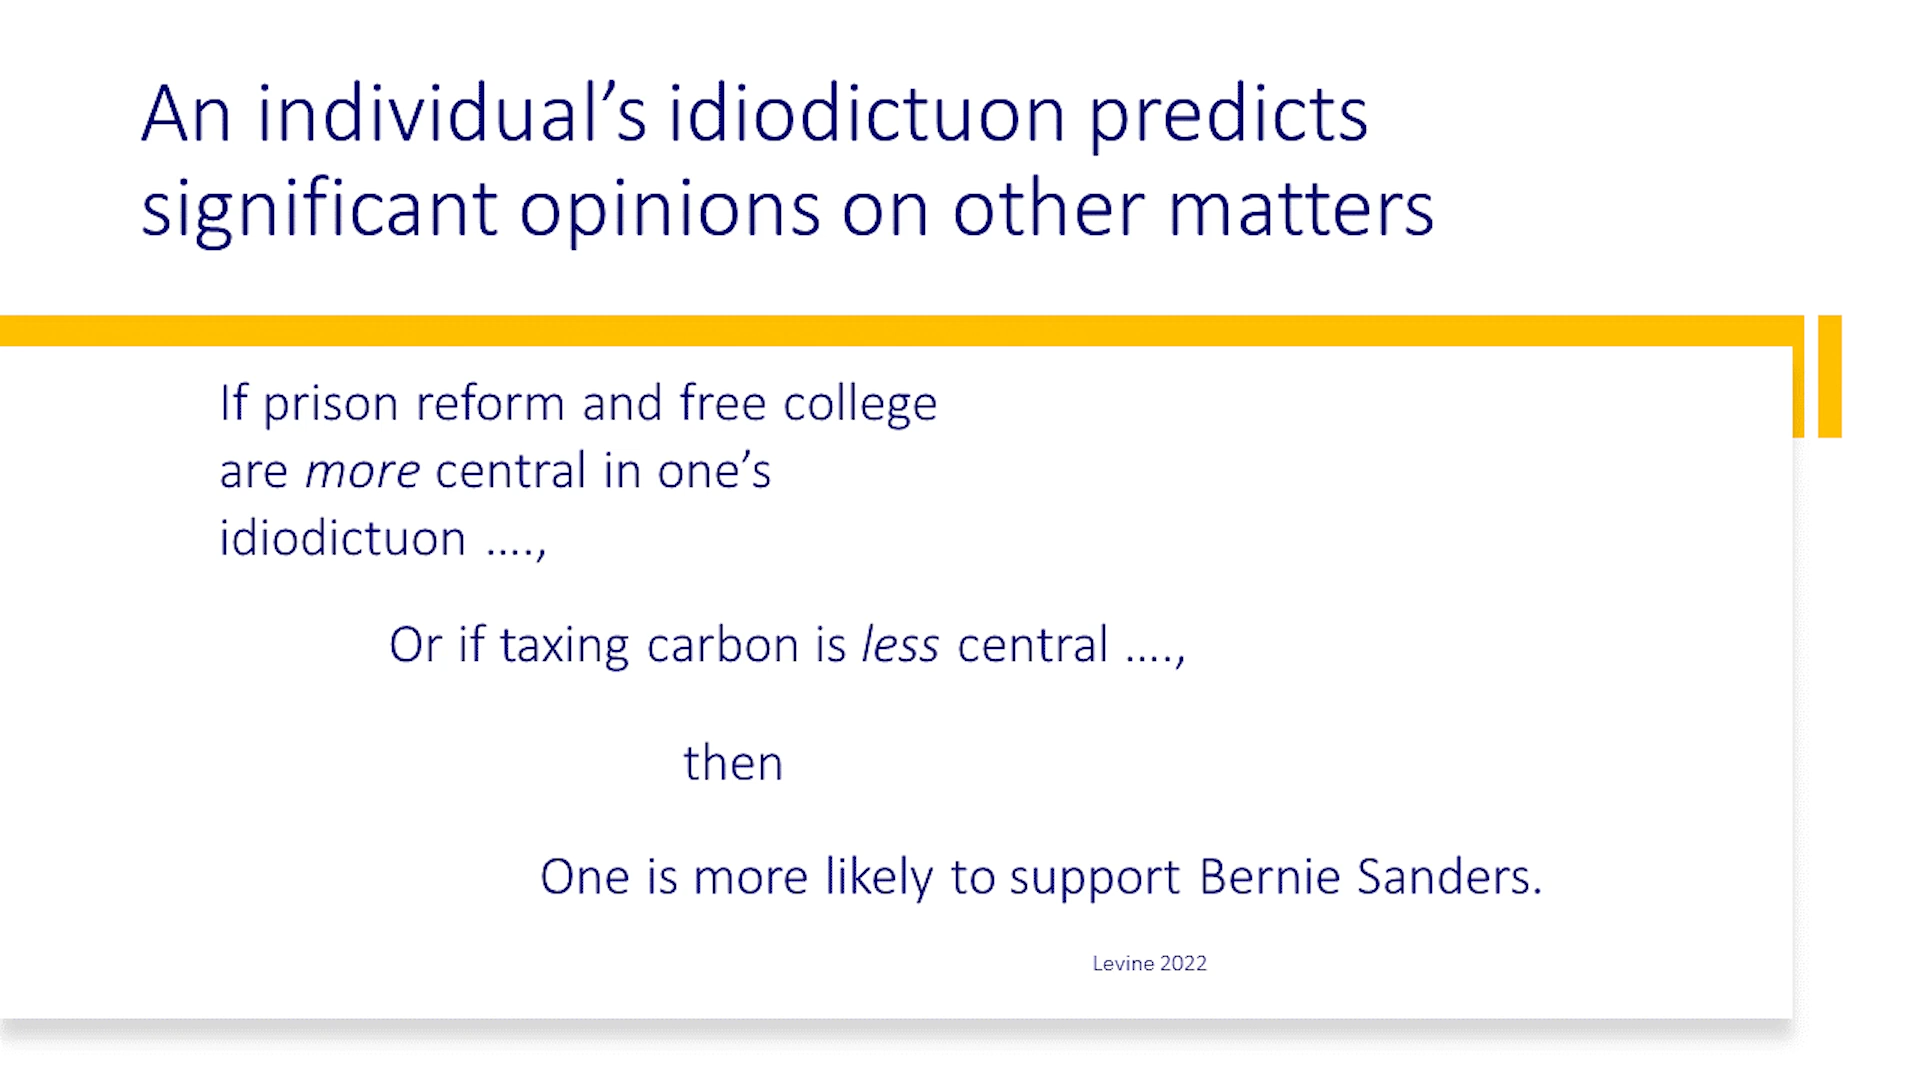 An individual’s idiodictuon predicts
significant opinions on other matters
If prison reform and free college
are more central in one’s
idiodictuon ....,
Or if taxing carbon is less central ....,
then
One is more likely to support Bernie Sanders.
Levine 2022